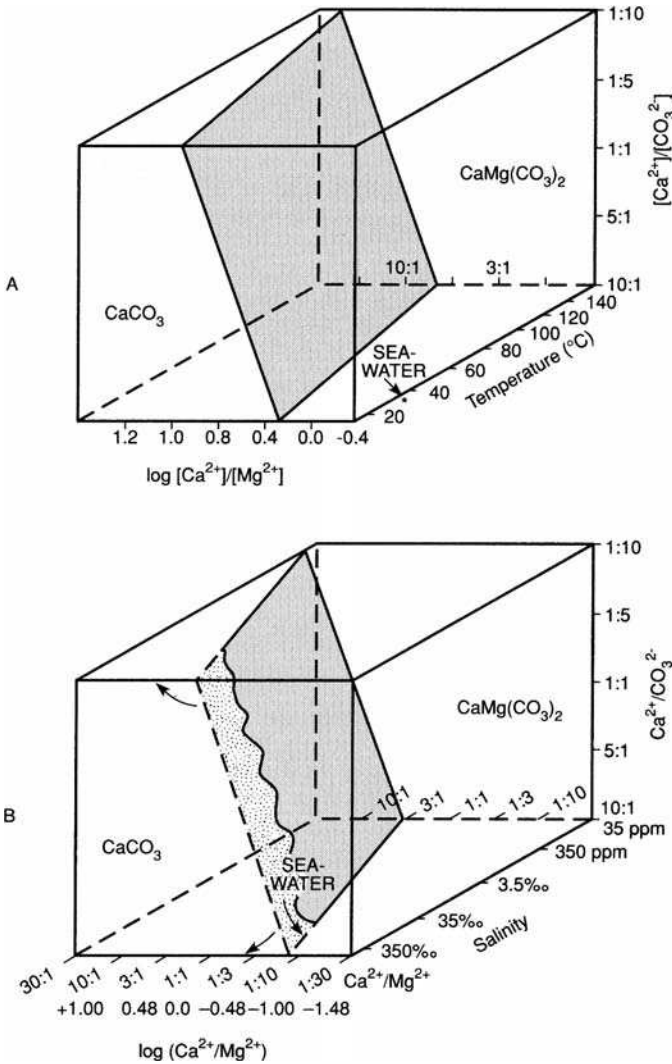 1:10
1:5
1:1
5:1
10:1
[Ca²⁺]/[CO₃²⁻]
CaMg(CO₃)₂
10:1 3:1
A
CaCO₃
SEA-
WATER
140
120
100
80
60
40
20
Temperature (°C)
1.2 1.0 0.8 0.4 0.0 -0.4
log [Ca²⁺]/[Mg²⁺]
1:10
1:5
1:1
5:1
10:1
Ca²⁺/CO₃²⁻
CaMg(CO₃)₂
10:1 3:1 1:1 1:3 1:10
B
CaCO₃
SEA-
WATER
35 ppm
350 ppm
3.5‰
35‰
350‰
Salinity
30:1 10:1 3:1 1:1 1:3 1:10 1:30 Ca²⁺/Mg²⁺
+1.00 0.48 0.0 −0.48 −1.00 −1.48
log (Ca²⁺/Mg²⁺)